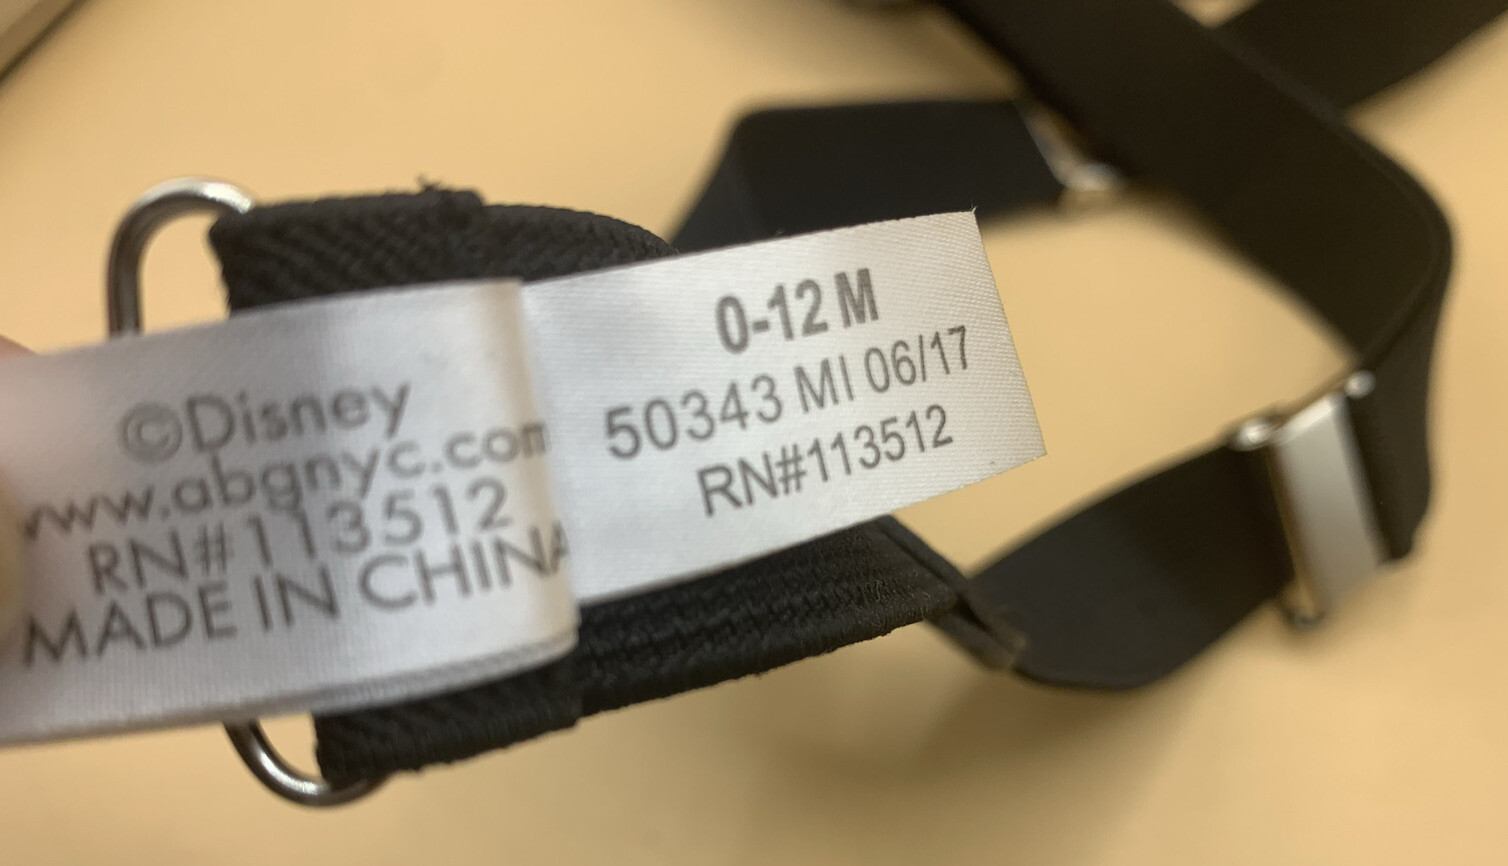 ©Disney
www.abgnyc.com
RN#113512
MADE IN CHINA
0-12 M
50343 MI 06/17
RN#113512